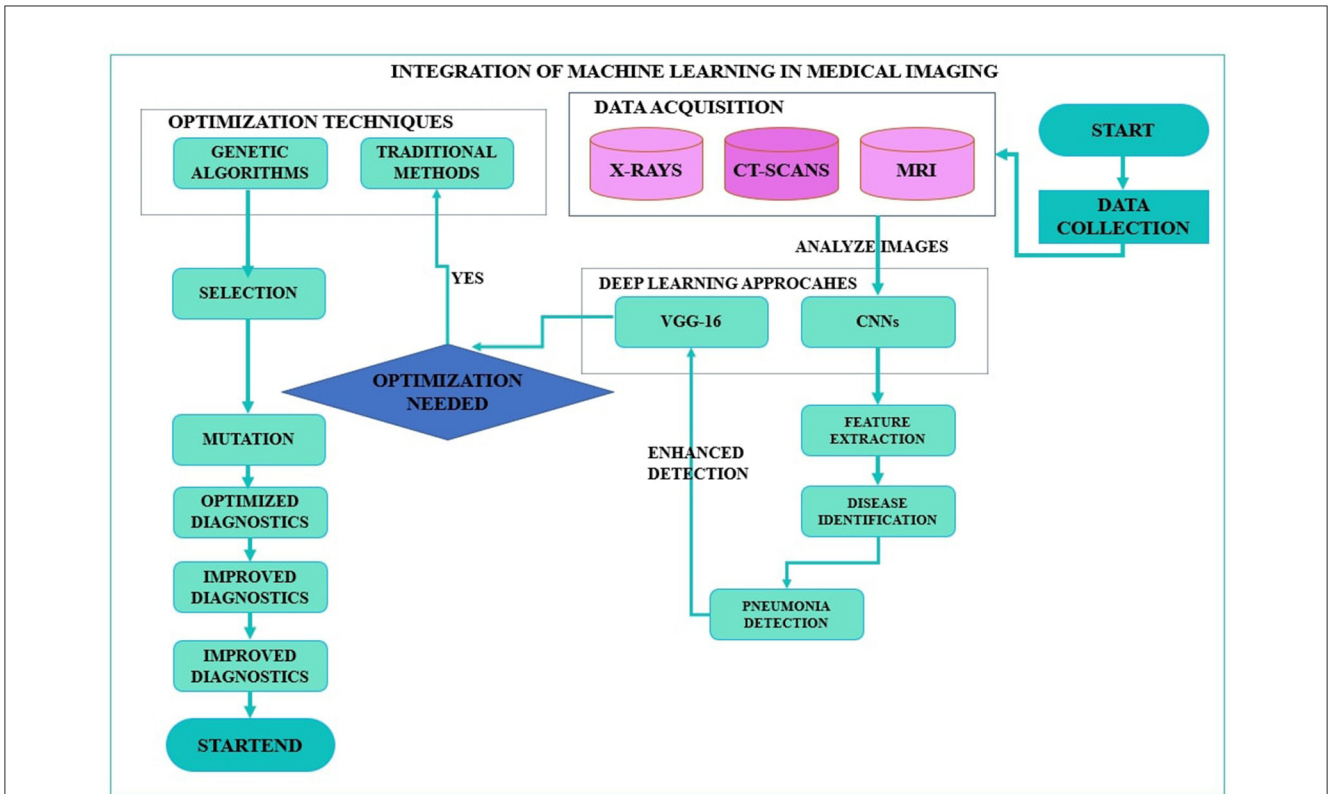 INTEGRATION OF MACHINE LEARNING IN MEDICAL IMAGING
OPTIMIZATION TECHNIQUES
GENETIC
ALGORITHMS
TRADITIONAL
METHODS
DATA ACQUISITION
X-RAYS
CT-SCANS
MRI
START
DATA
COLLECTION
ANALYZE IMAGES
DEEP LEARNING APPROCAHES
VGG-16
CNNs
YES
SELECTION
OPTIMIZATION
NEEDED
MUTATION
FEATURE
EXTRACTION
ENHANCED
DETECTION
OPTIMIZED
DIAGNOSTICS
DISEASE
IDENTIFICATION
IMPROVED
DIAGNOSTICS
PNEUMONIA
DETECTION
IMPROVED
DIAGNOSTICS
STARTEND